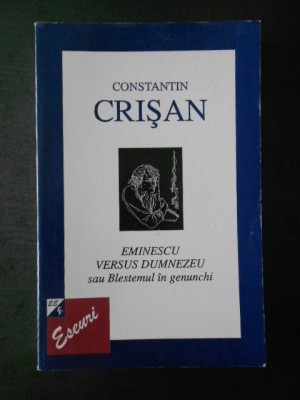 CONSTANTIN
CRIŞAN
EMINESCU
VERSUS DUMNEZEU
sau Blestemul în genunchi
Eseuri